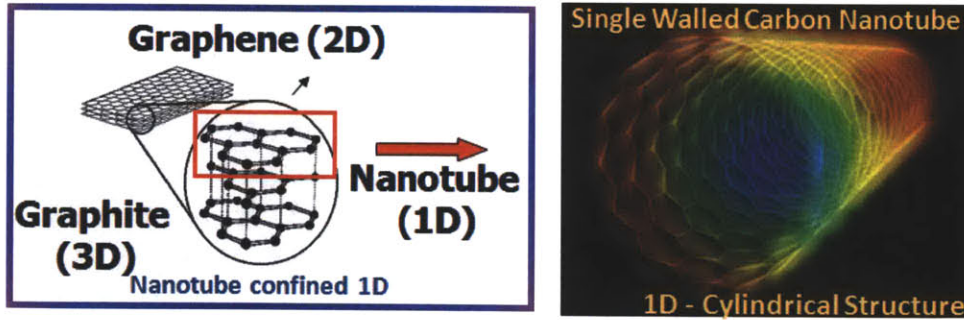 Graphene (2D)
Graphite
(3D)
Nanotube
(1D)
Nanotube confined 1D
Single Walled Carbon Nanotube
1D - Cylindrical Structure